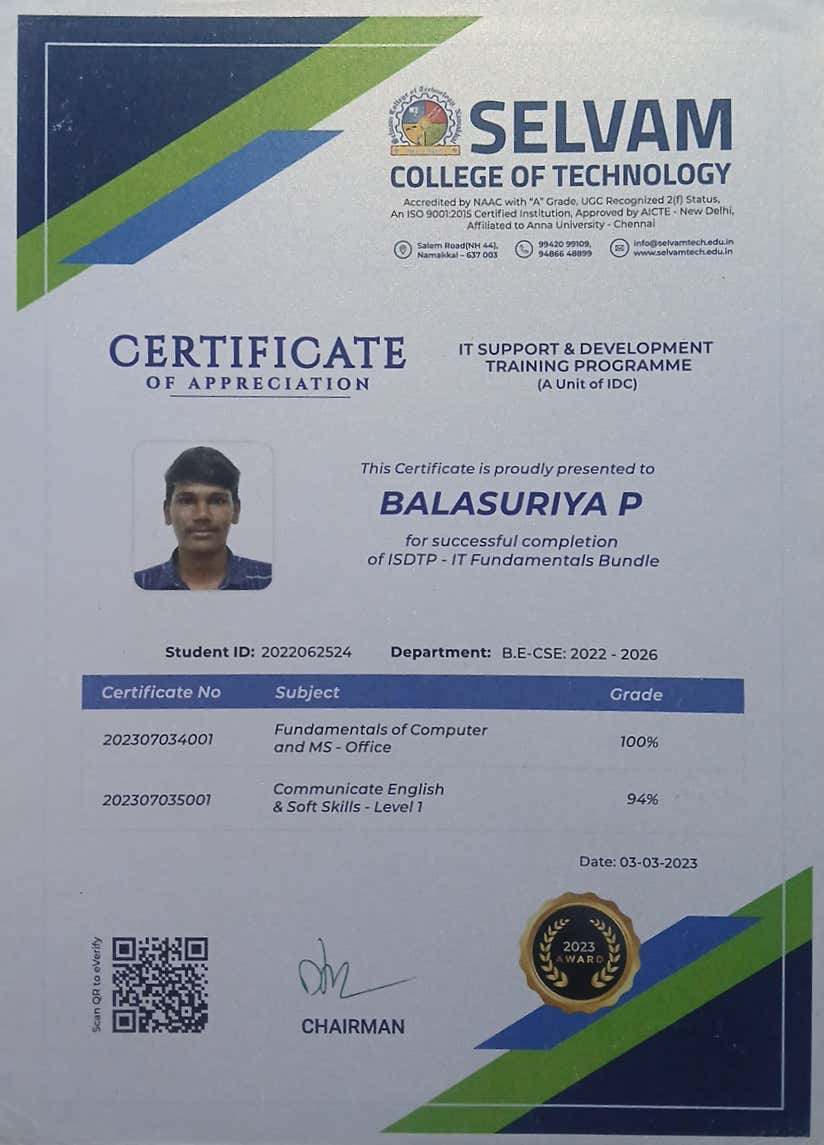 SELVAM
COLLEGE OF TECHNOLOGY
Accredited by NAAC with "A" Grade, UGC Recognized 2(f) Status,
An ISO 9001:2015 Certified Institution, Approved by AICTE - New Delhi,
Affiliated to Anna University - Chennai
Salem Road(NH 44),
Namakkal – 637 003
99420 99109,
94866 48899
info@selvamtech.edu.in
www.selvamtech.edu.in
CERTIFICATE
OF APPRECIATION
IT SUPPORT & DEVELOPMENT
TRAINING PROGRAMME
(A Unit of IDC)
This Certificate is proudly presented to
BALASURIYA P
for successful completion
of ISDTP - IT Fundamentals Bundle
Student ID: 2022062524 Department: B.E-CSE: 2022 - 2026
Certificate No Subject Grade
202307034001 Fundamentals of Computer and MS - Office 100%
202307035001 Communicate English & Soft Skills - Level 1 94%
Date: 03-03-2023
Scan QR to eVerify
CHAIRMAN
2023
AWARD